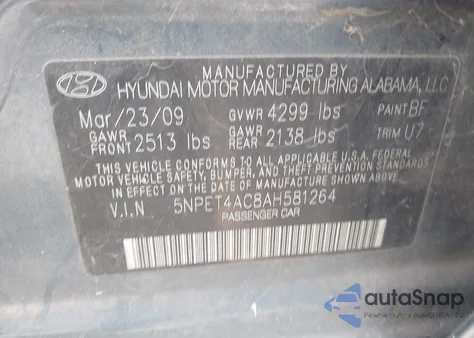 MANUFACTURED BY
HYUNDAI MOTOR MANUFACTURING ALABAMA, LLC
Mar/23/09 GVWR 4299 lbs PAINT BF
GAWR FRONT 2513 lbs GAWR REAR 2138 lbs TRIM U7
THIS VEHICLE CONFORMS TO ALL APPLICABLE U.S.A. FEDERAL
MOTOR VEHICLE SAFETY, BUMPER, AND THEFT PREVENTION STANDARDS
IN EFFECT ON THE DATE OF MANUFACTURE SHOWN ABOVE.
V.I.N 5NPET4AC8AH581264
PASSENGER CAR
autoSnap